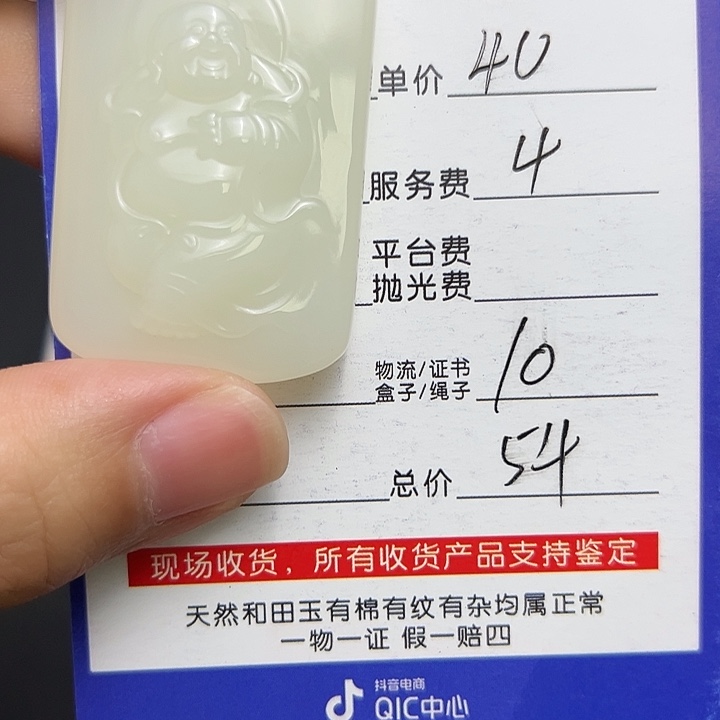 单价 40
服务费 4
平台费
抛光费
物流/证书
盒子/绳子 10
总价 54
现场收货，所有收货产品支持鉴定
天然和田玉有棉有纹有杂均属正常
一物一证 假一赔四
抖音电商
QIC中心